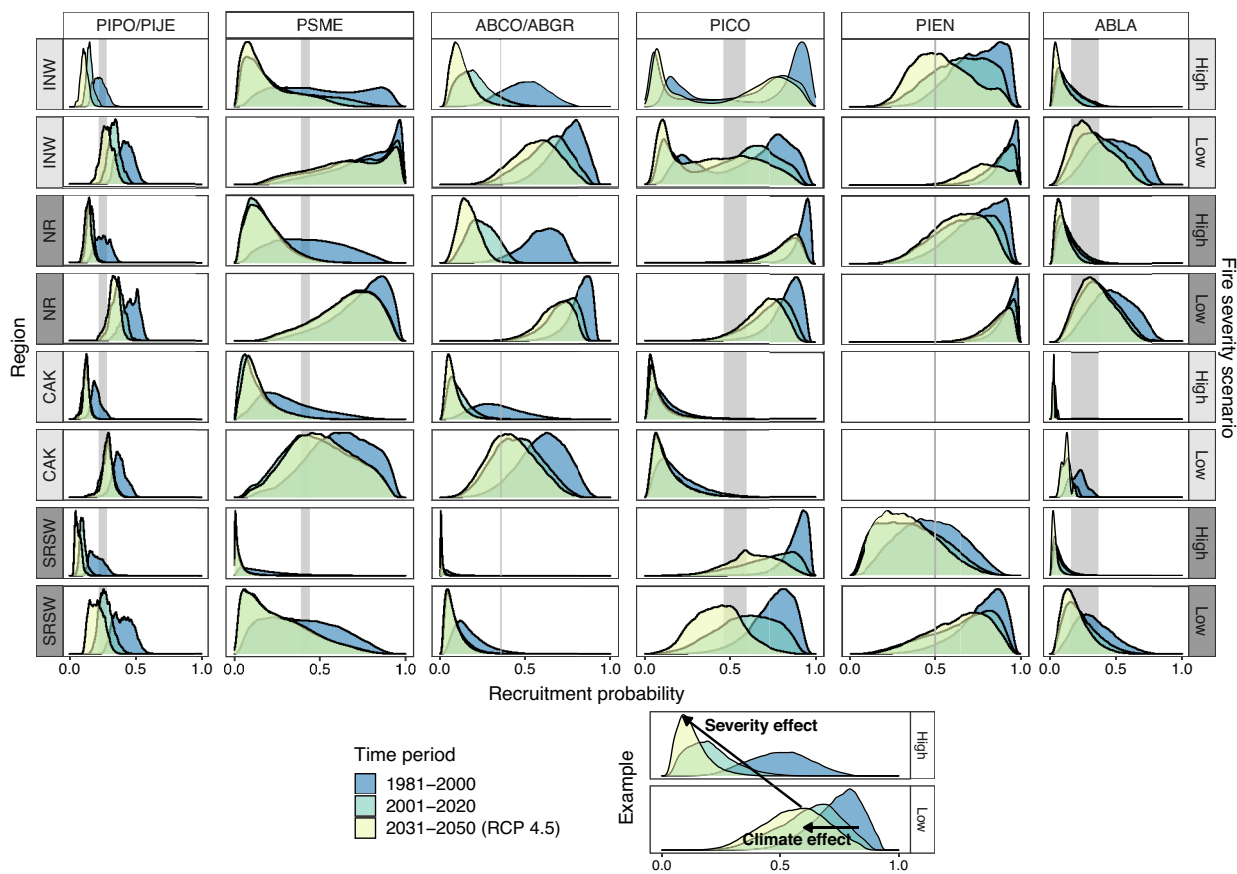 PIPO/PIJE PSME ABCO/ABGR PICO PIEN ABLA
INW High
INW Low
NR High
NR Low
CAK High
CAK Low
SRSW High
SRSW Low
Region
Fire severity scenario
0.0 0.5 1.0 0.5 1.0 0.0 0.5 1.0 0.0 0.5 1.0 0.0 0.5 1.0 0.0 0.5 1.0
Recruitment probability
Time period
1981–2000
2001–2020
2031–2050 (RCP 4.5)
Example
Severity effect
High
Climate effect
Low
0.0 0.5 1.0